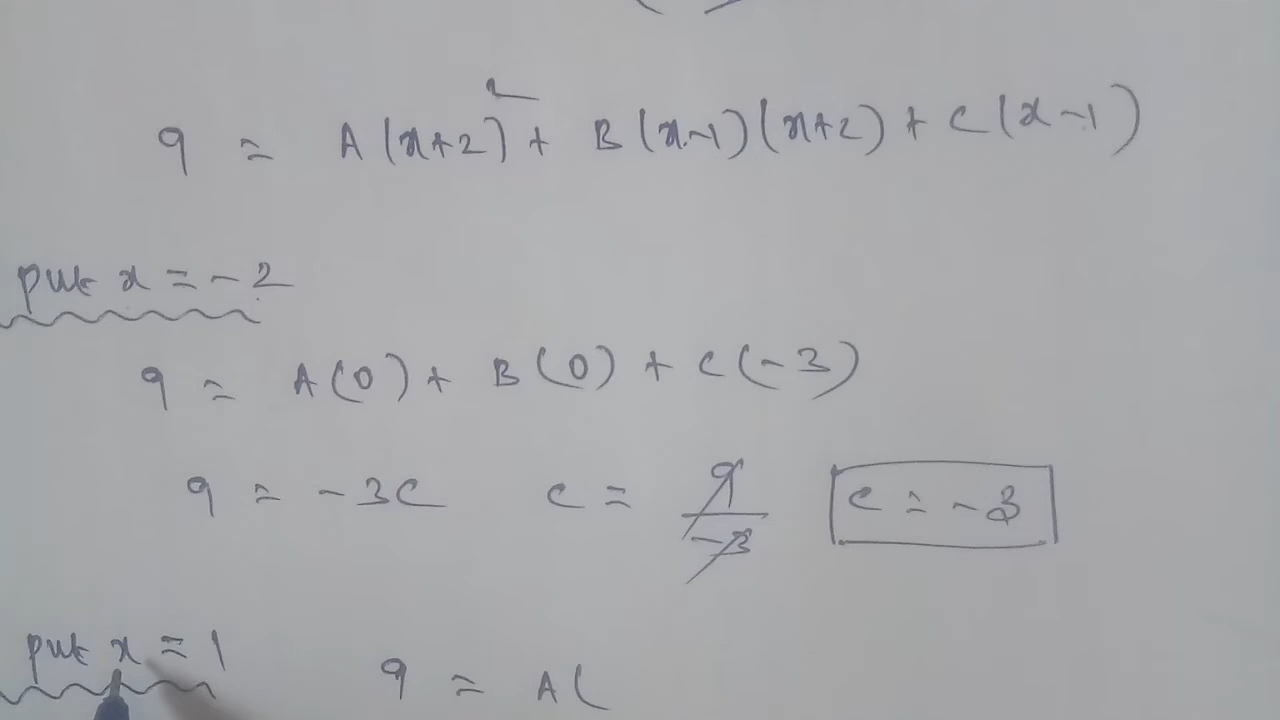 9 = A(x+2)² + B(x-1)(x+2) + C(x-1)
put x = -2
9 = A(0) + B(0) + C(-3)
9 = -3C C = 9/-3 C = -3
put x = 1 9 = A(